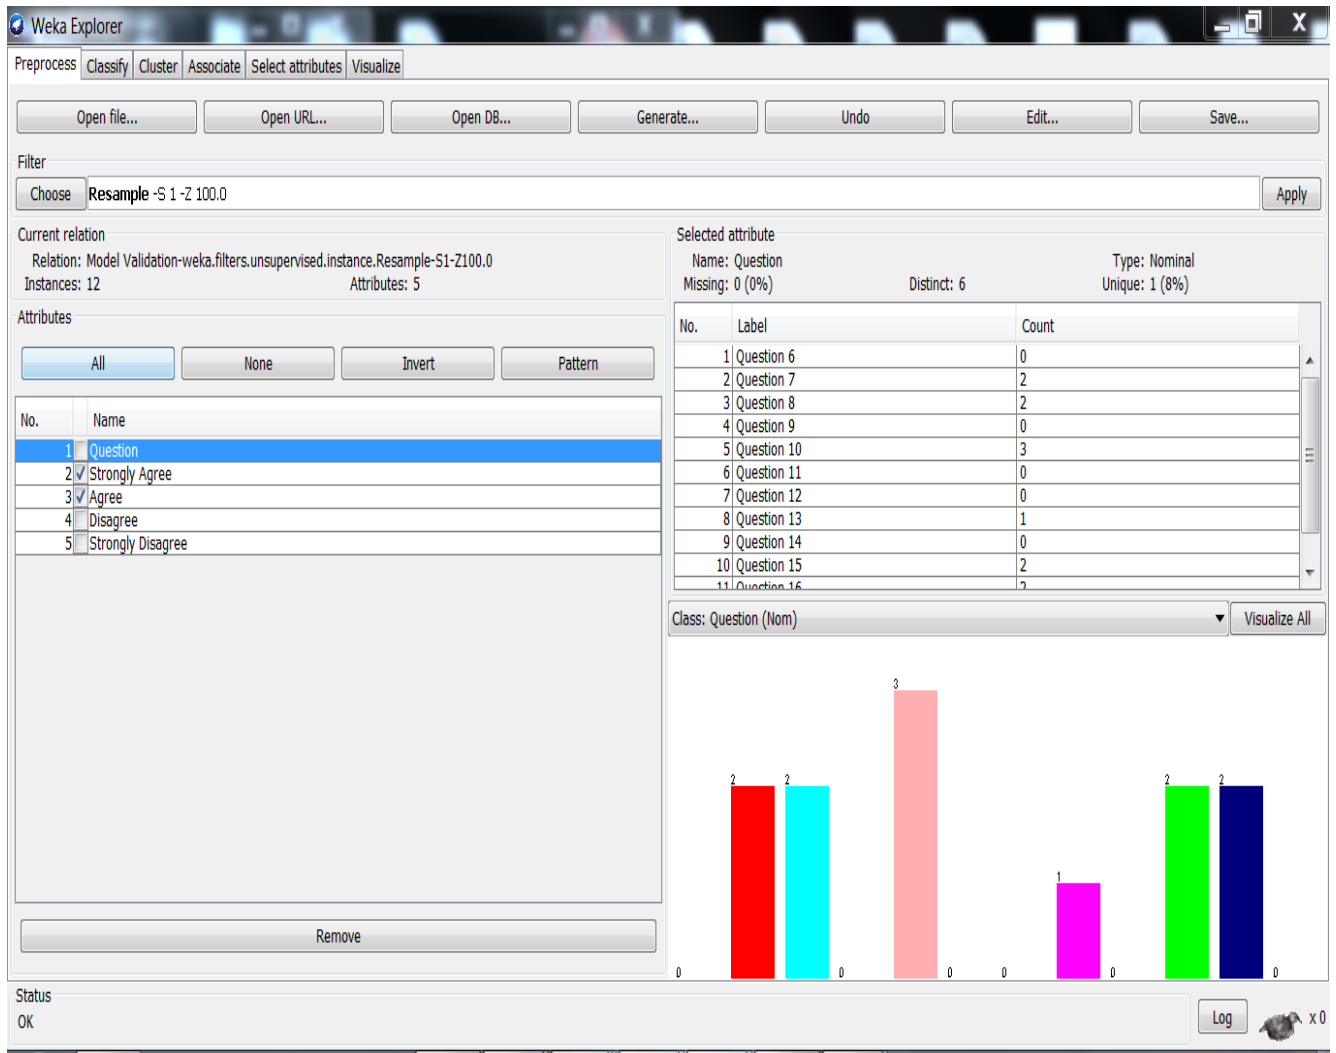 Weka Explorer
Preprocess Classify Cluster Associate Select attributes Visualize
Open file... Open URL... Open DB... Generate... Undo Edit... Save...
Filter
Choose Resample -S 1 -Z 100.0 Apply
Current relation
Relation: Model Validation-weka.filters.unsupervised.instance.Resample-S1-Z100.0
Instances: 12 Attributes: 5
Attributes
All None Invert Pattern
No. Name
1 Question
2 Strongly Agree
3 Agree
4 Disagree
5 Strongly Disagree
Remove
Selected attribute
Name: Question Type: Nominal
Missing: 0 (0%) Distinct: 6 Unique: 1 (8%)
No. Label Count
1 Question 6 0
2 Question 7 2
3 Question 8 2
4 Question 9 0
5 Question 10 3
6 Question 11 0
7 Question 12 0
8 Question 13 1
9 Question 14 0
10 Question 15 2
11 Question 16 2
Class: Question (Nom) Visualize All
0 2 2 0 3 0 0 1 0 2 2 0
Status
OK
Log x 0